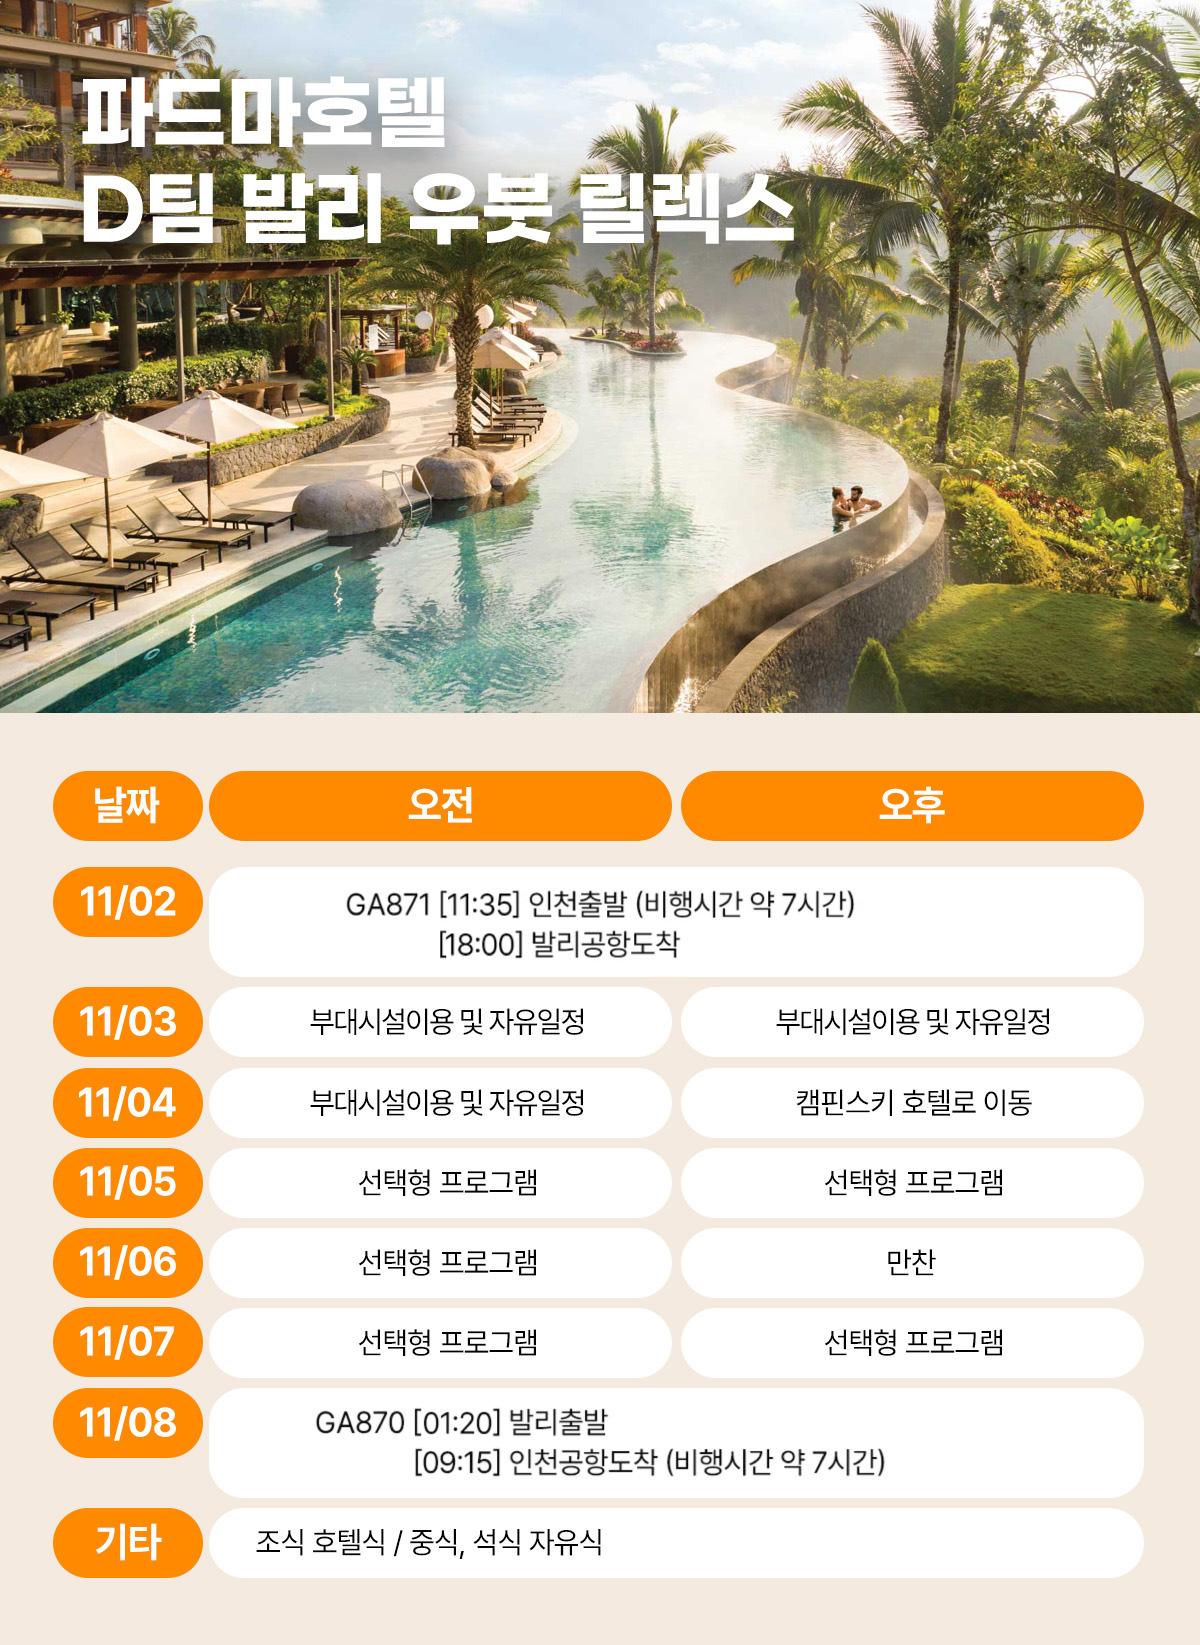 파드마호텔
D팀 발리 우붓 릴렉스
날짜 오전 오후
11/02 GA871 [11:35] 인천출발 (비행시간 약 7시간)
[18:00] 발리공항도착
11/03 부대시설이용 및 자유일정 부대시설이용 및 자유일정
11/04 부대시설이용 및 자유일정 캠핀스키 호텔로 이동
11/05 선택형 프로그램 선택형 프로그램
11/06 선택형 프로그램 만찬
11/07 선택형 프로그램 선택형 프로그램
11/08 GA870 [01:20] 발리출발
[09:15] 인천공항도착 (비행시간 약 7시간)
기타 조식 호텔식 / 중식, 석식 자유식